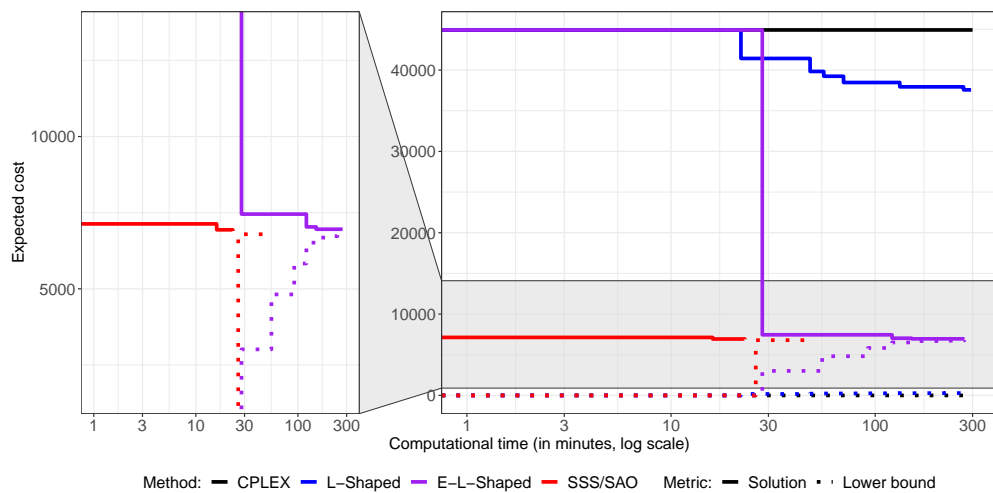 Expected cost
10000
5000
1 3 10 30 100 300
40000
30000
20000
10000
0
1 3 10 30 100 300
Computational time (in minutes, log scale)
Method: CPLEX L−Shaped E−L−Shaped SSS/SAO Metric: Solution Lower bound